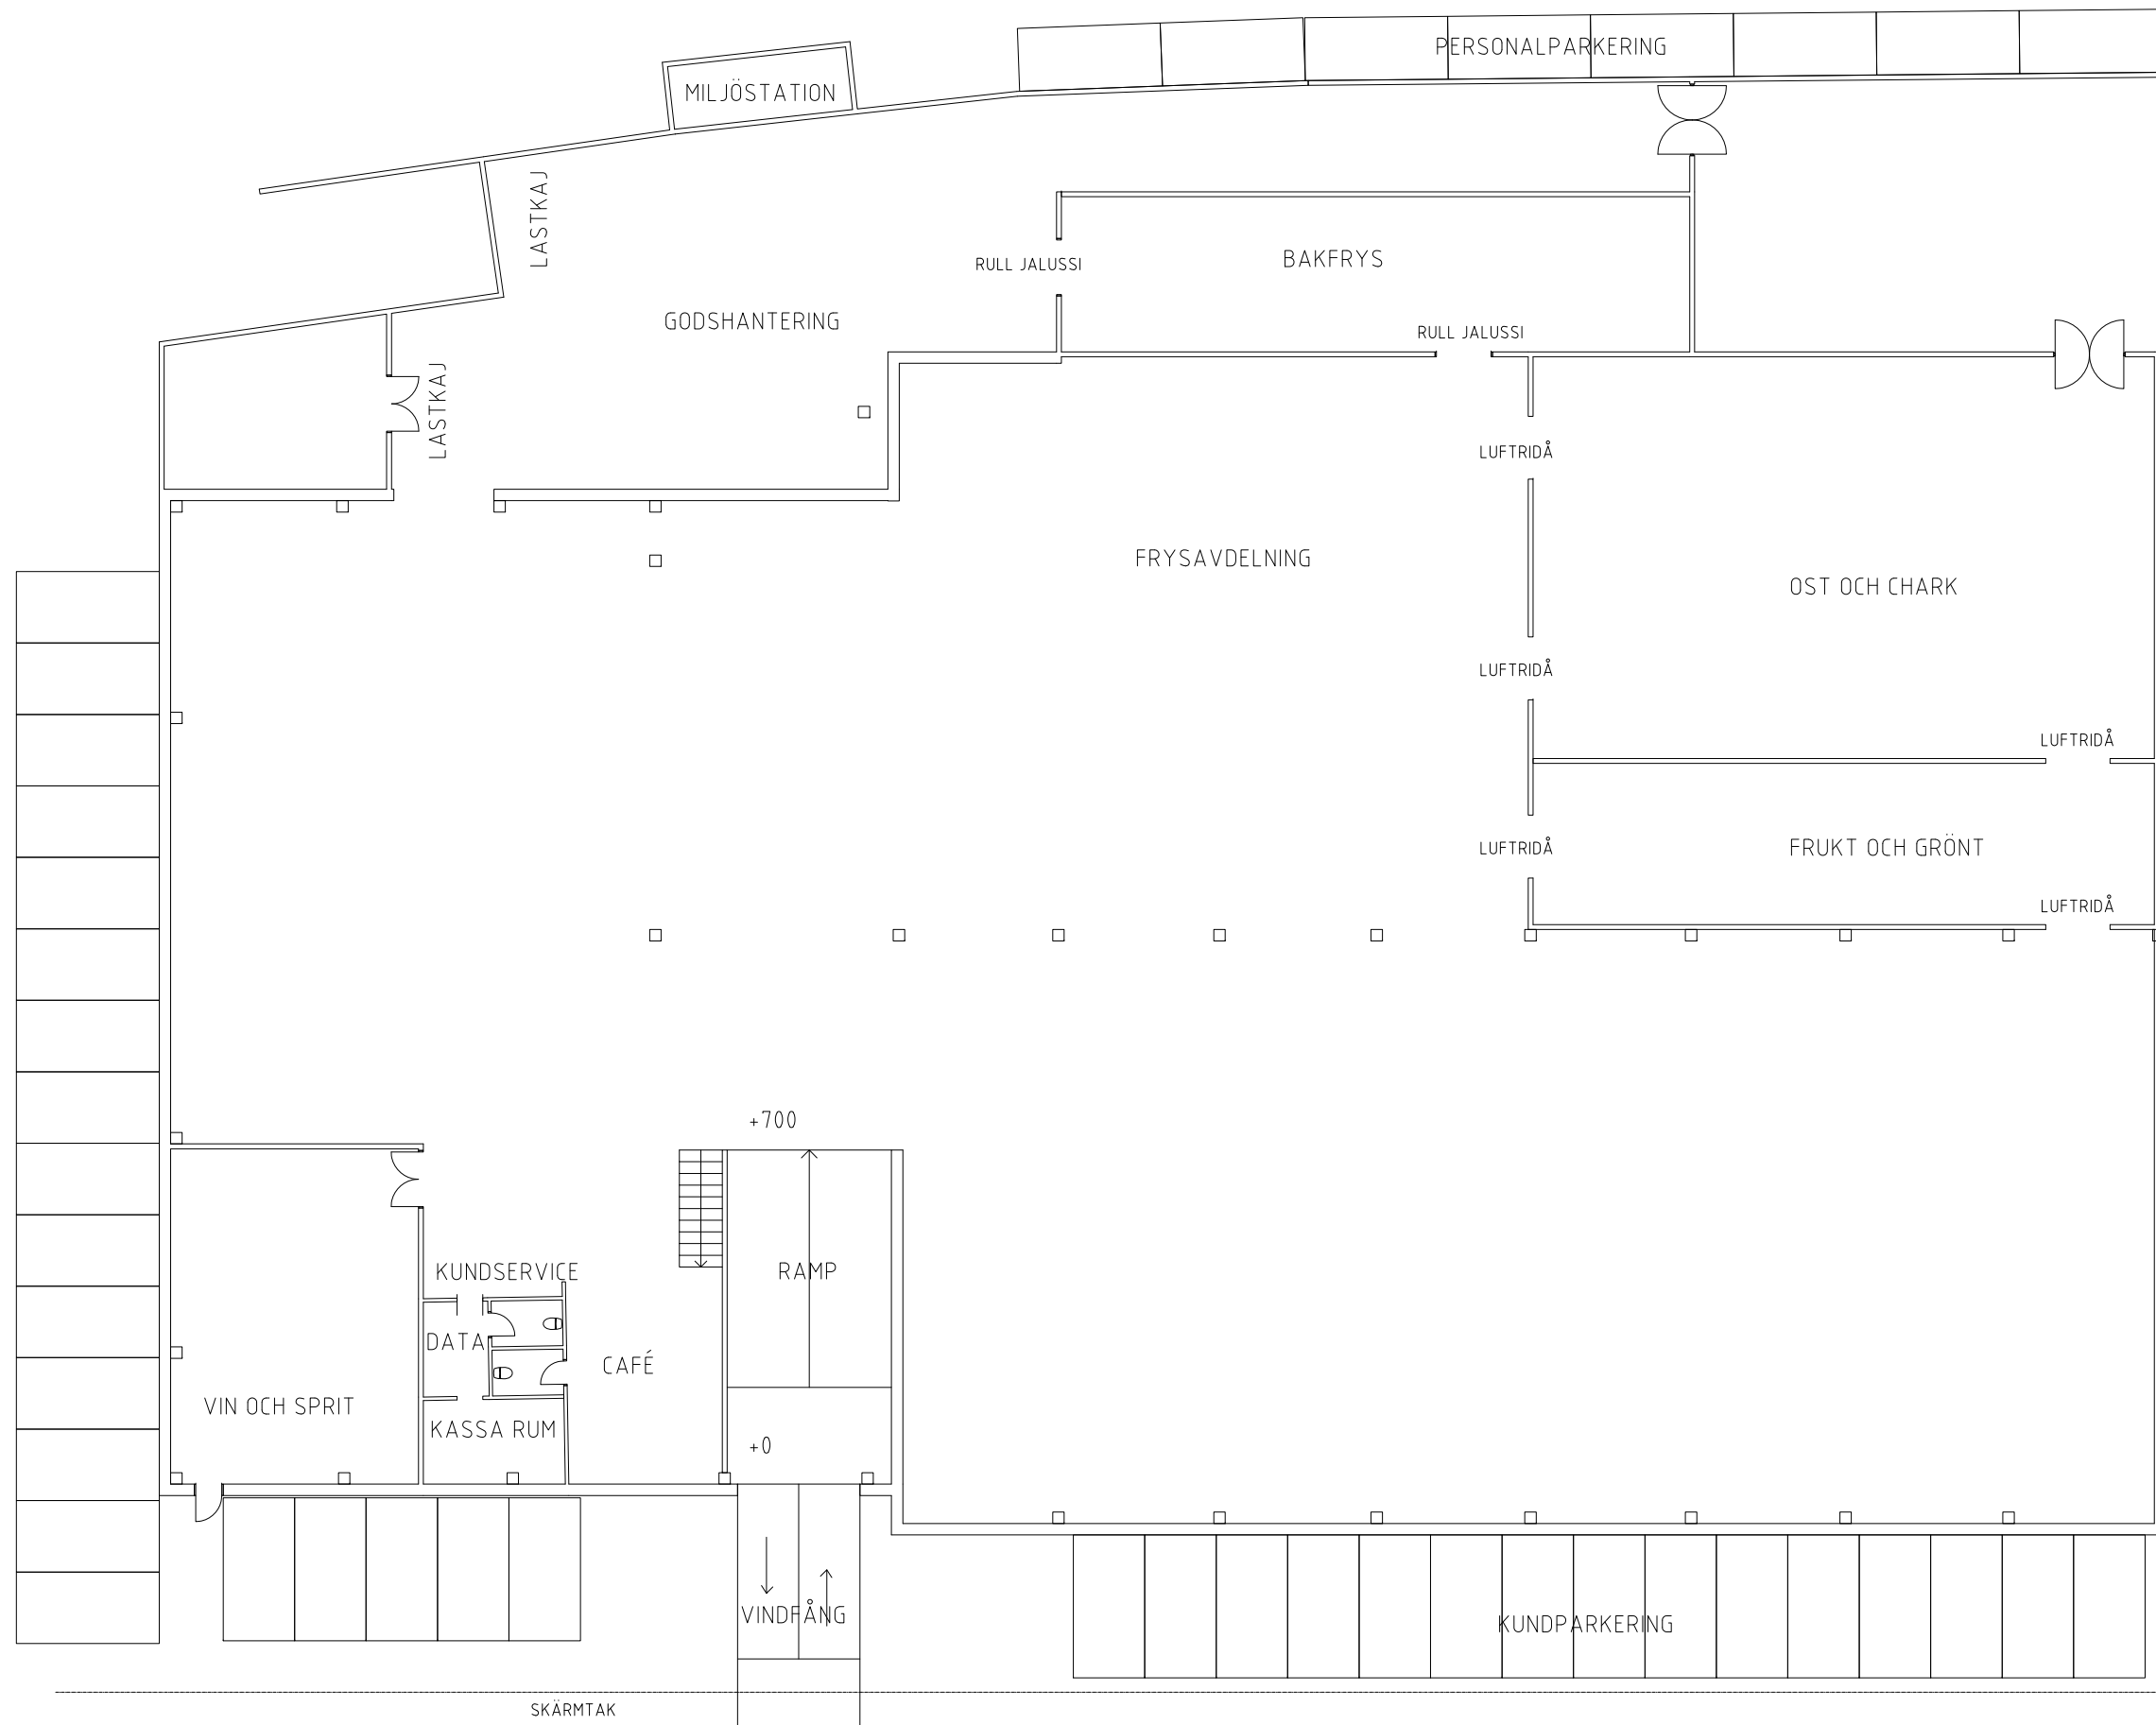 PERSONALPARKERING
MILJÖSTATION
LASTKAJ
RULL JALUSSI
BAKFRYS
GODSHANTERING
RULL JALUSSI
LASTKAJ
LUFTRIDÅ
FRYSAVDELNING
OST OCH CHARK
LUFTRIDÅ
LUFTRIDÅ
LUFTRIDÅ
FRUKT OCH GRÖNT
LUFTRIDÅ
+700
KUNDSERVICE
RAMP
DATA
CAFÉ
VIN OCH SPRIT
KASSA RUM
+0
VINDFÅNG
KUNDPARKERING
SKÄRMTAK